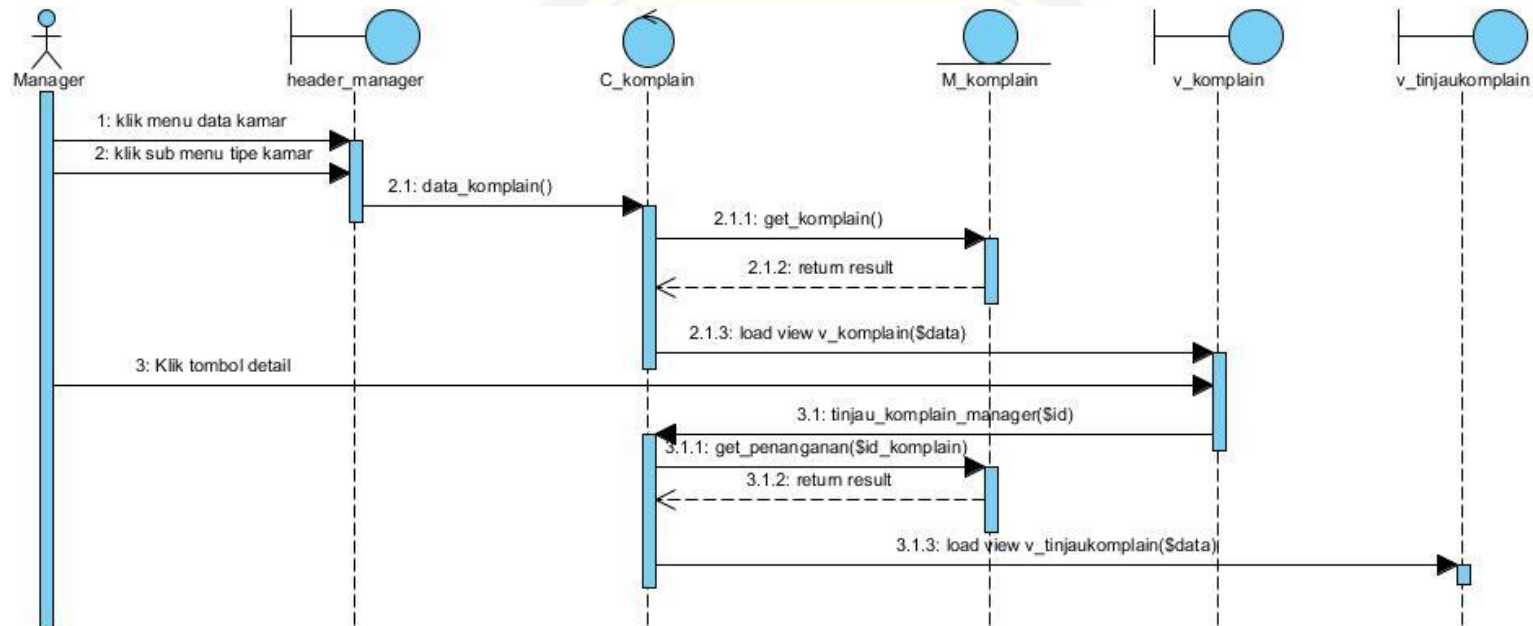 Manager
header_manager
C_komplain
M_komplain
v_komplain
v_tinjaukomplain
1: klik menu data kamar
2: klik sub menu tipe kamar
2.1: data_komplain()
2.1.1: get_komplain()
2.1.2: return result
2.1.3: load view v_komplain($data)
3: Klik tombol detail
3.1: tinjau_komplain_manager($id)
3.1.1: get_penanganan($id_komplain)
3.1.2: return result
3.1.3: load view v_tinjaukomplain($data)